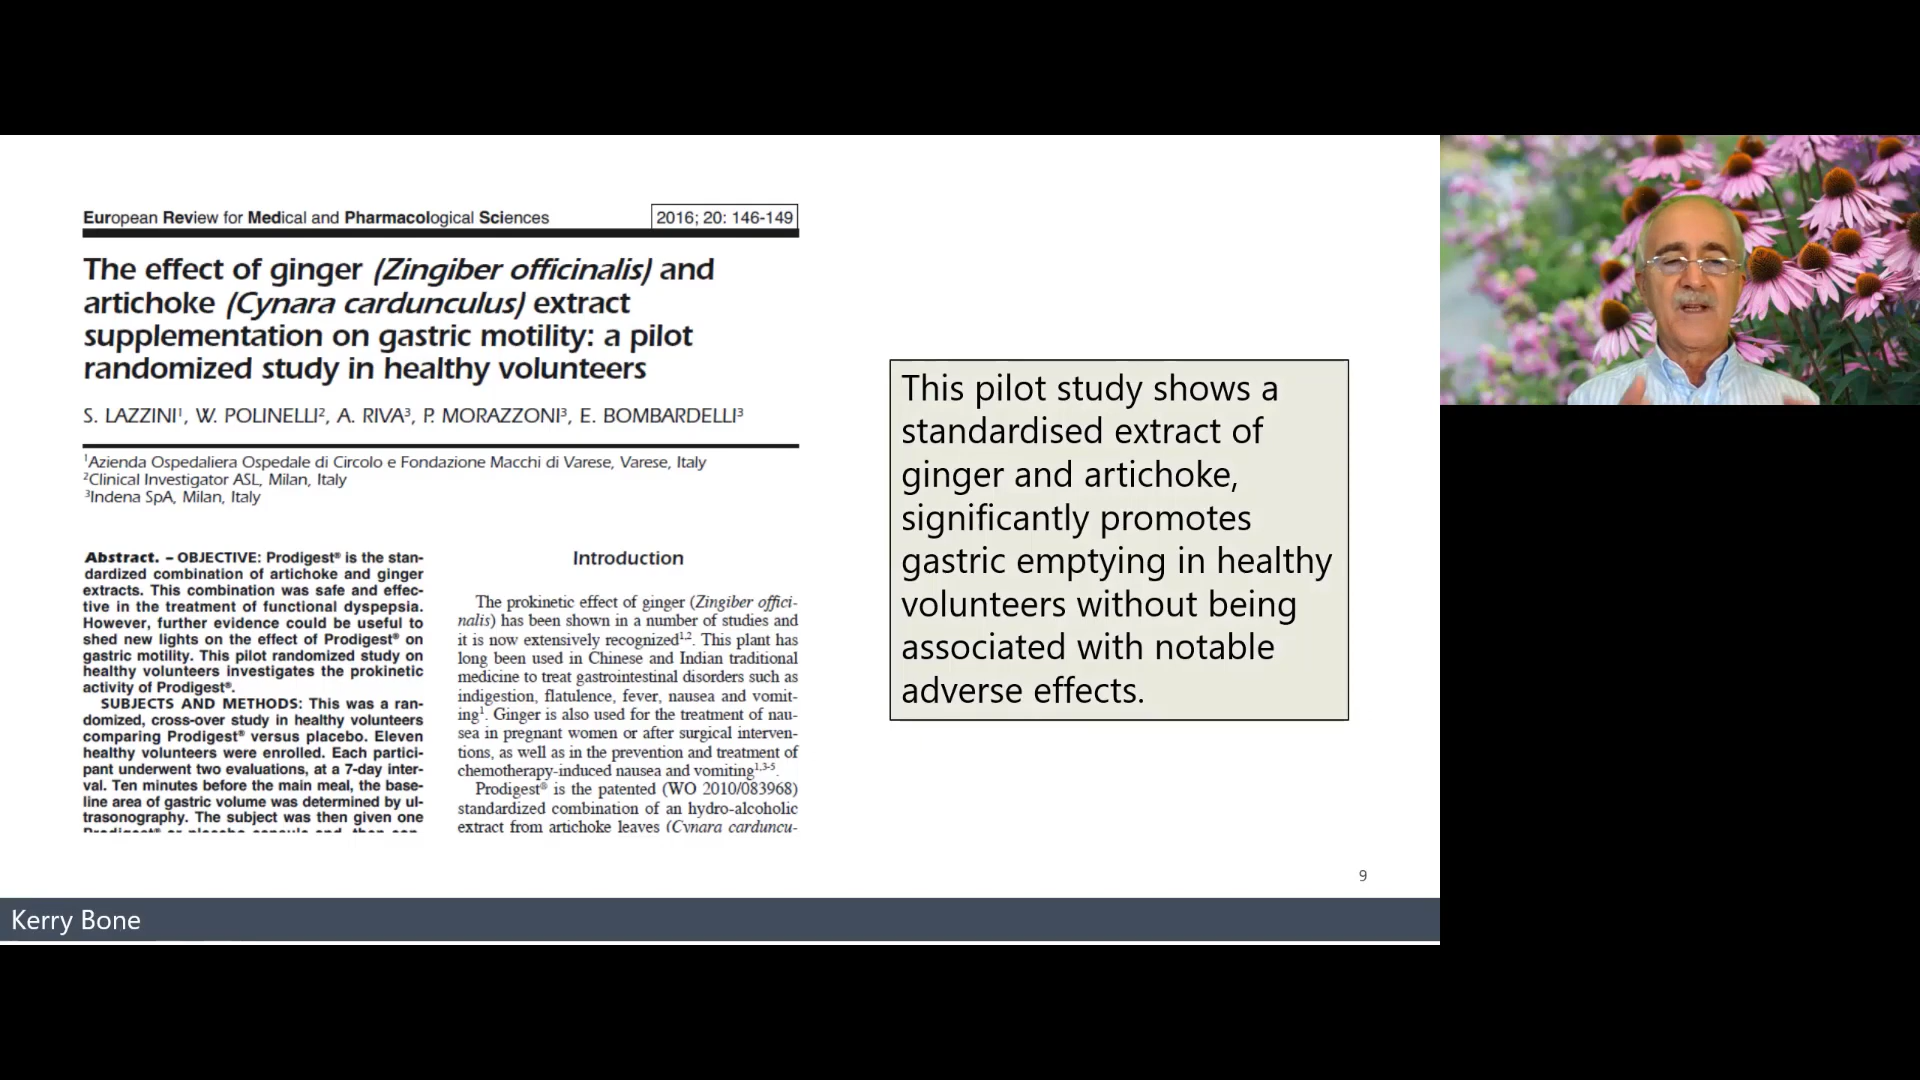 European Review for Medical and Pharmacological Sciences
2016; 20: 146-149
The effect of ginger (Zingiber officinalis) and
artichoke (Cynara cardunculus) extract
supplementation on gastric motility: a pilot
randomized study in healthy volunteers
S. LAZZINI¹, W. POLINELLI², A. RIVA³, P. MORAZZONI³, E. BOMBARDELLI³
¹Azienda Ospedaliera Ospedale di Circolo e Fondazione Macchi di Varese, Varese, Italy
²Clinical Investigator ASL, Milan, Italy
³Indena SpA, Milan, Italy
Abstract. – OBJECTIVE: Prodigest® is the stan-
dardized combination of artichoke and ginger
extracts. This combination was safe and effec-
tive in the treatment of functional dyspepsia.
However, further evidence could be useful to
shed new lights on the effect of Prodigest® on
gastric motility. This pilot randomized study on
healthy volunteers investigates the prokinetic
activity of Prodigest®.
SUBJECTS AND METHODS: This was a ran-
domized, cross-over study in healthy volunteers
comparing Prodigest® versus placebo. Eleven
healthy volunteers were enrolled. Each partici-
pant underwent two evaluations, at a 7-day inter-
val. Ten minutes before the main meal, the base-
line area of gastric volume was determined by ul-
trasonography. The subject was then given one
Prodigest® or placebo capsule and, then con-
Introduction
The prokinetic effect of ginger (Zingiber offici-
nalis) has been shown in a number of studies and
it is now extensively recognized¹,². This plant has
long been used in Chinese and Indian traditional
medicine to treat gastrointestinal disorders such as
indigestion, flatulence, fever, nausea and vomit-
ing¹. Ginger is also used for the treatment of nau-
sea in pregnant women or after surgical interven-
tions, as well as in the prevention and treatment of
chemotherapy-induced nausea and vomiting¹,³-⁵.
Prodigest® is the patented (WO 2010/083968)
standardized combination of an hydro-alcoholic
extract from artichoke leaves (Cynara carduncu-
This pilot study shows a
standardised extract of
ginger and artichoke,
significantly promotes
gastric emptying in healthy
volunteers without being
associated with notable
adverse effects.
9
Kerry Bone